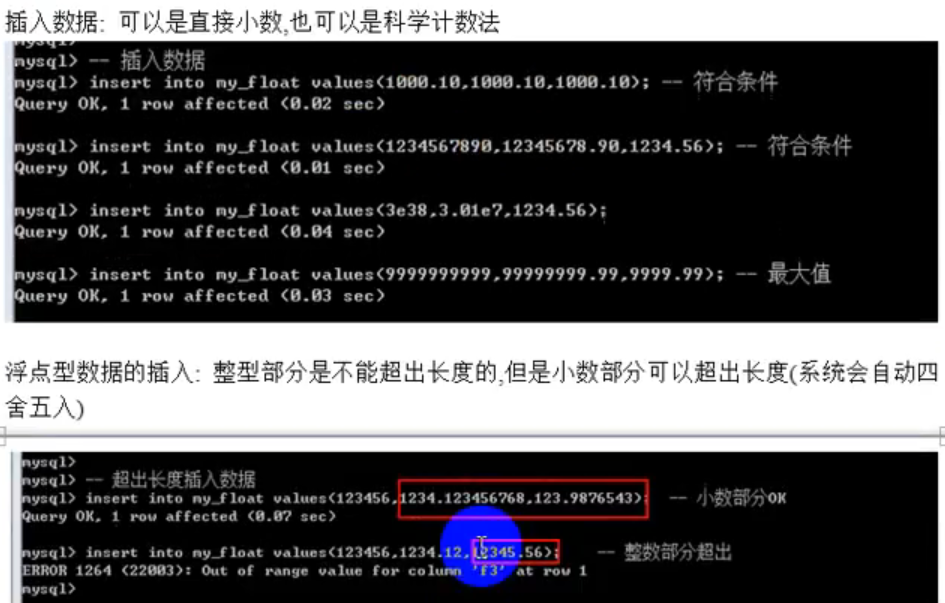 插入数据: 可以是直接小数,也可以是科学计数法
mysql>
mysql> -- 插入数据
mysql> insert into my_float values(1000.10,1000.10,1000.10); -- 符合条件
Query OK, 1 row affected (0.02 sec)
mysql> insert into my_float values(1234567890,12345678.90,1234.56); -- 符合条件
Query OK, 1 row affected (0.01 sec)
mysql> insert into my_float values(3e38,3.01e7,1234.56);
Query OK, 1 row affected (0.04 sec)
mysql> insert into my_float values(9999999999,99999999.99,9999.99); -- 最大值
Query OK, 1 row affected (0.03 sec)
浮点型数据的插入: 整型部分是不能超出长度的,但是小数部分可以超出长度(系统会自动四
舍五入)
mysql>
mysql> -- 超出长度插入数据
mysql> insert into my_float values(123456,1234.123456768,123.9876543); -- 小数部分OK
Query OK, 1 row affected (0.07 sec)
mysql> insert into my_float values(123456,1234.12,12345.56); -- 整数部分超出
ERROR 1264 (22003): Out of range value for column 'f3' at row 1
mysql>